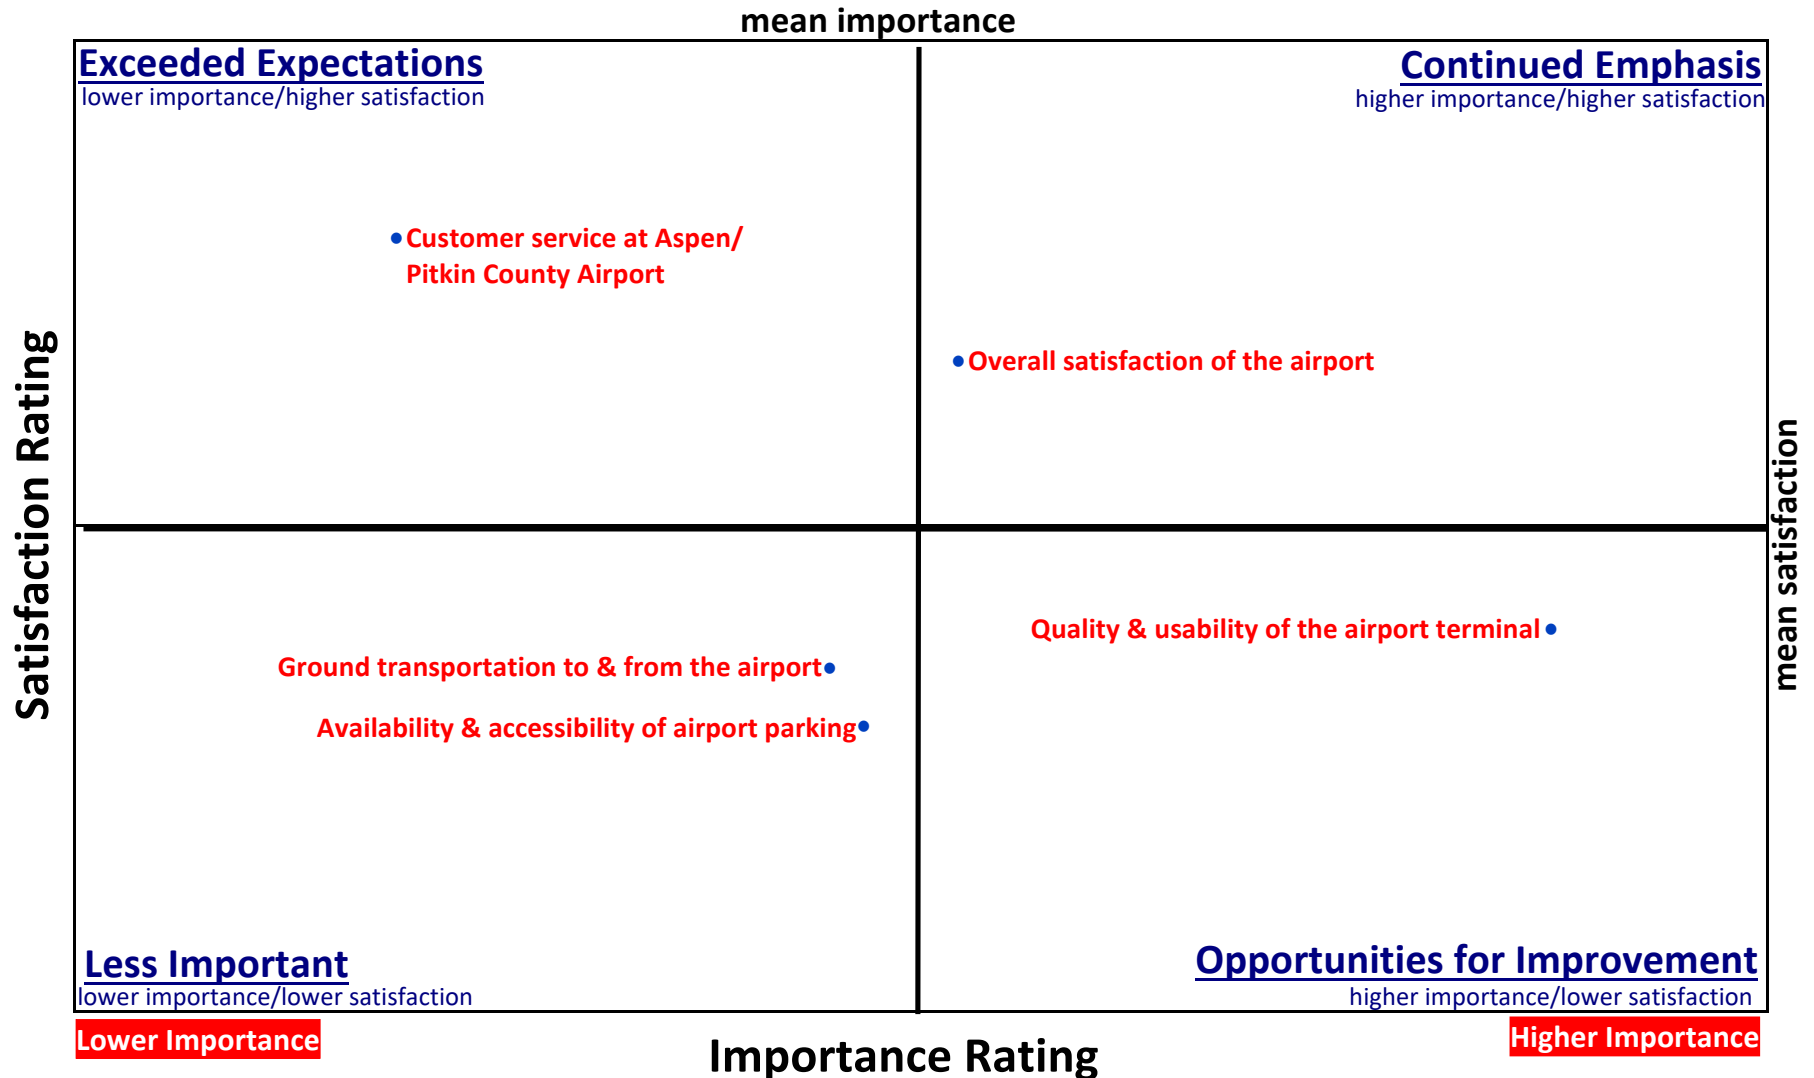 mean importance
Exceeded Expectations
lower importance/higher satisfaction
Continued Emphasis
higher importance/higher satisfaction
Customer service at Aspen/
Pitkin County Airport
Overall satisfaction of the airport
Satisfaction Rating
mean satisfaction
Quality & usability of the airport terminal
Ground transportation to & from the airport
Availability & accessibility of airport parking
Less Important
lower importance/lower satisfaction
Opportunities for Improvement
higher importance/lower satisfaction
Lower Importance
Importance Rating
Higher Importance